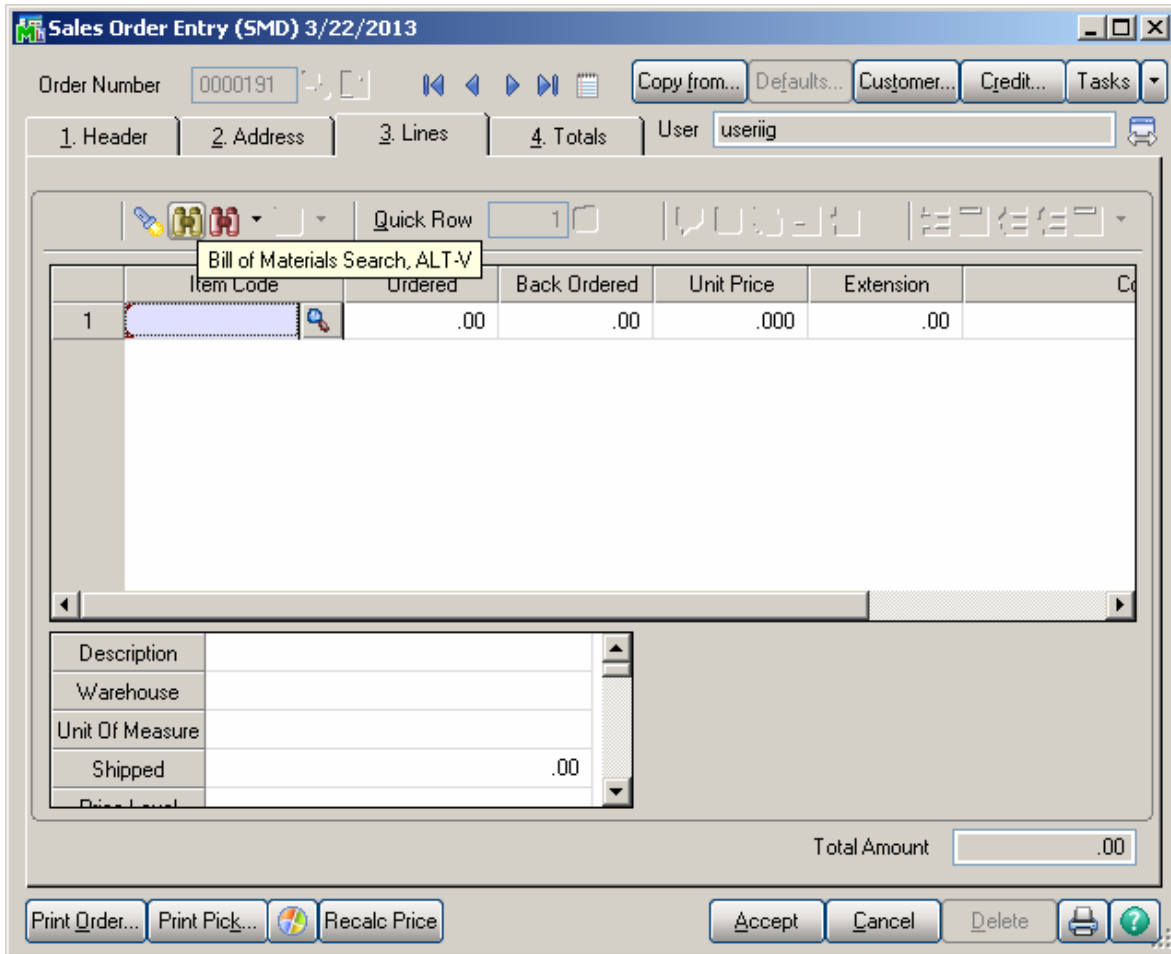 Sales Order Entry (SMD) 3/22/2013
Order Number 0000191 Copy from... Defaults... Customer... Credit... Tasks
1. Header 2. Address 3. Lines 4. Totals User useriig
Quick Row 1
Bill of Materials Search, ALT-V
Item Code Ordered Back Ordered Unit Price Extension Co
1 .00 .00 .000 .00
Description
Warehouse
Unit Of Measure
Shipped .00
Price Level
Total Amount .00
Print Order... Print Pick... Recalc Price Accept Cancel Delete